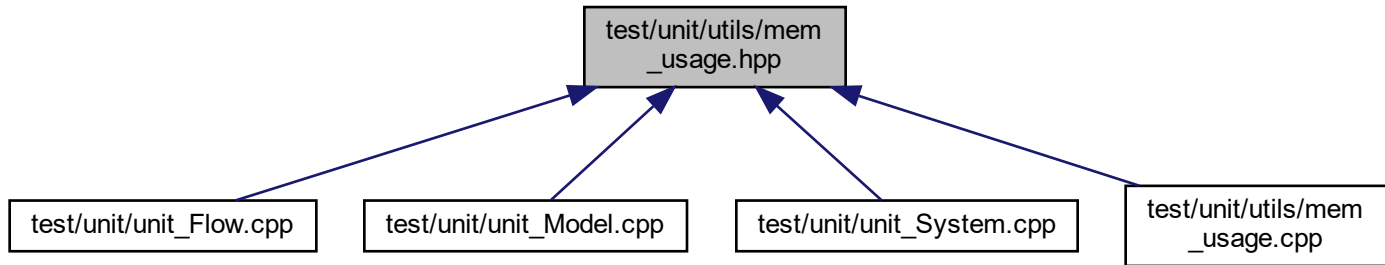 test/unit/utils/mem
_usage.hpp
test/unit/unit_Flow.cpp
test/unit/unit_Model.cpp
test/unit/unit_System.cpp
test/unit/utils/mem
_usage.cpp